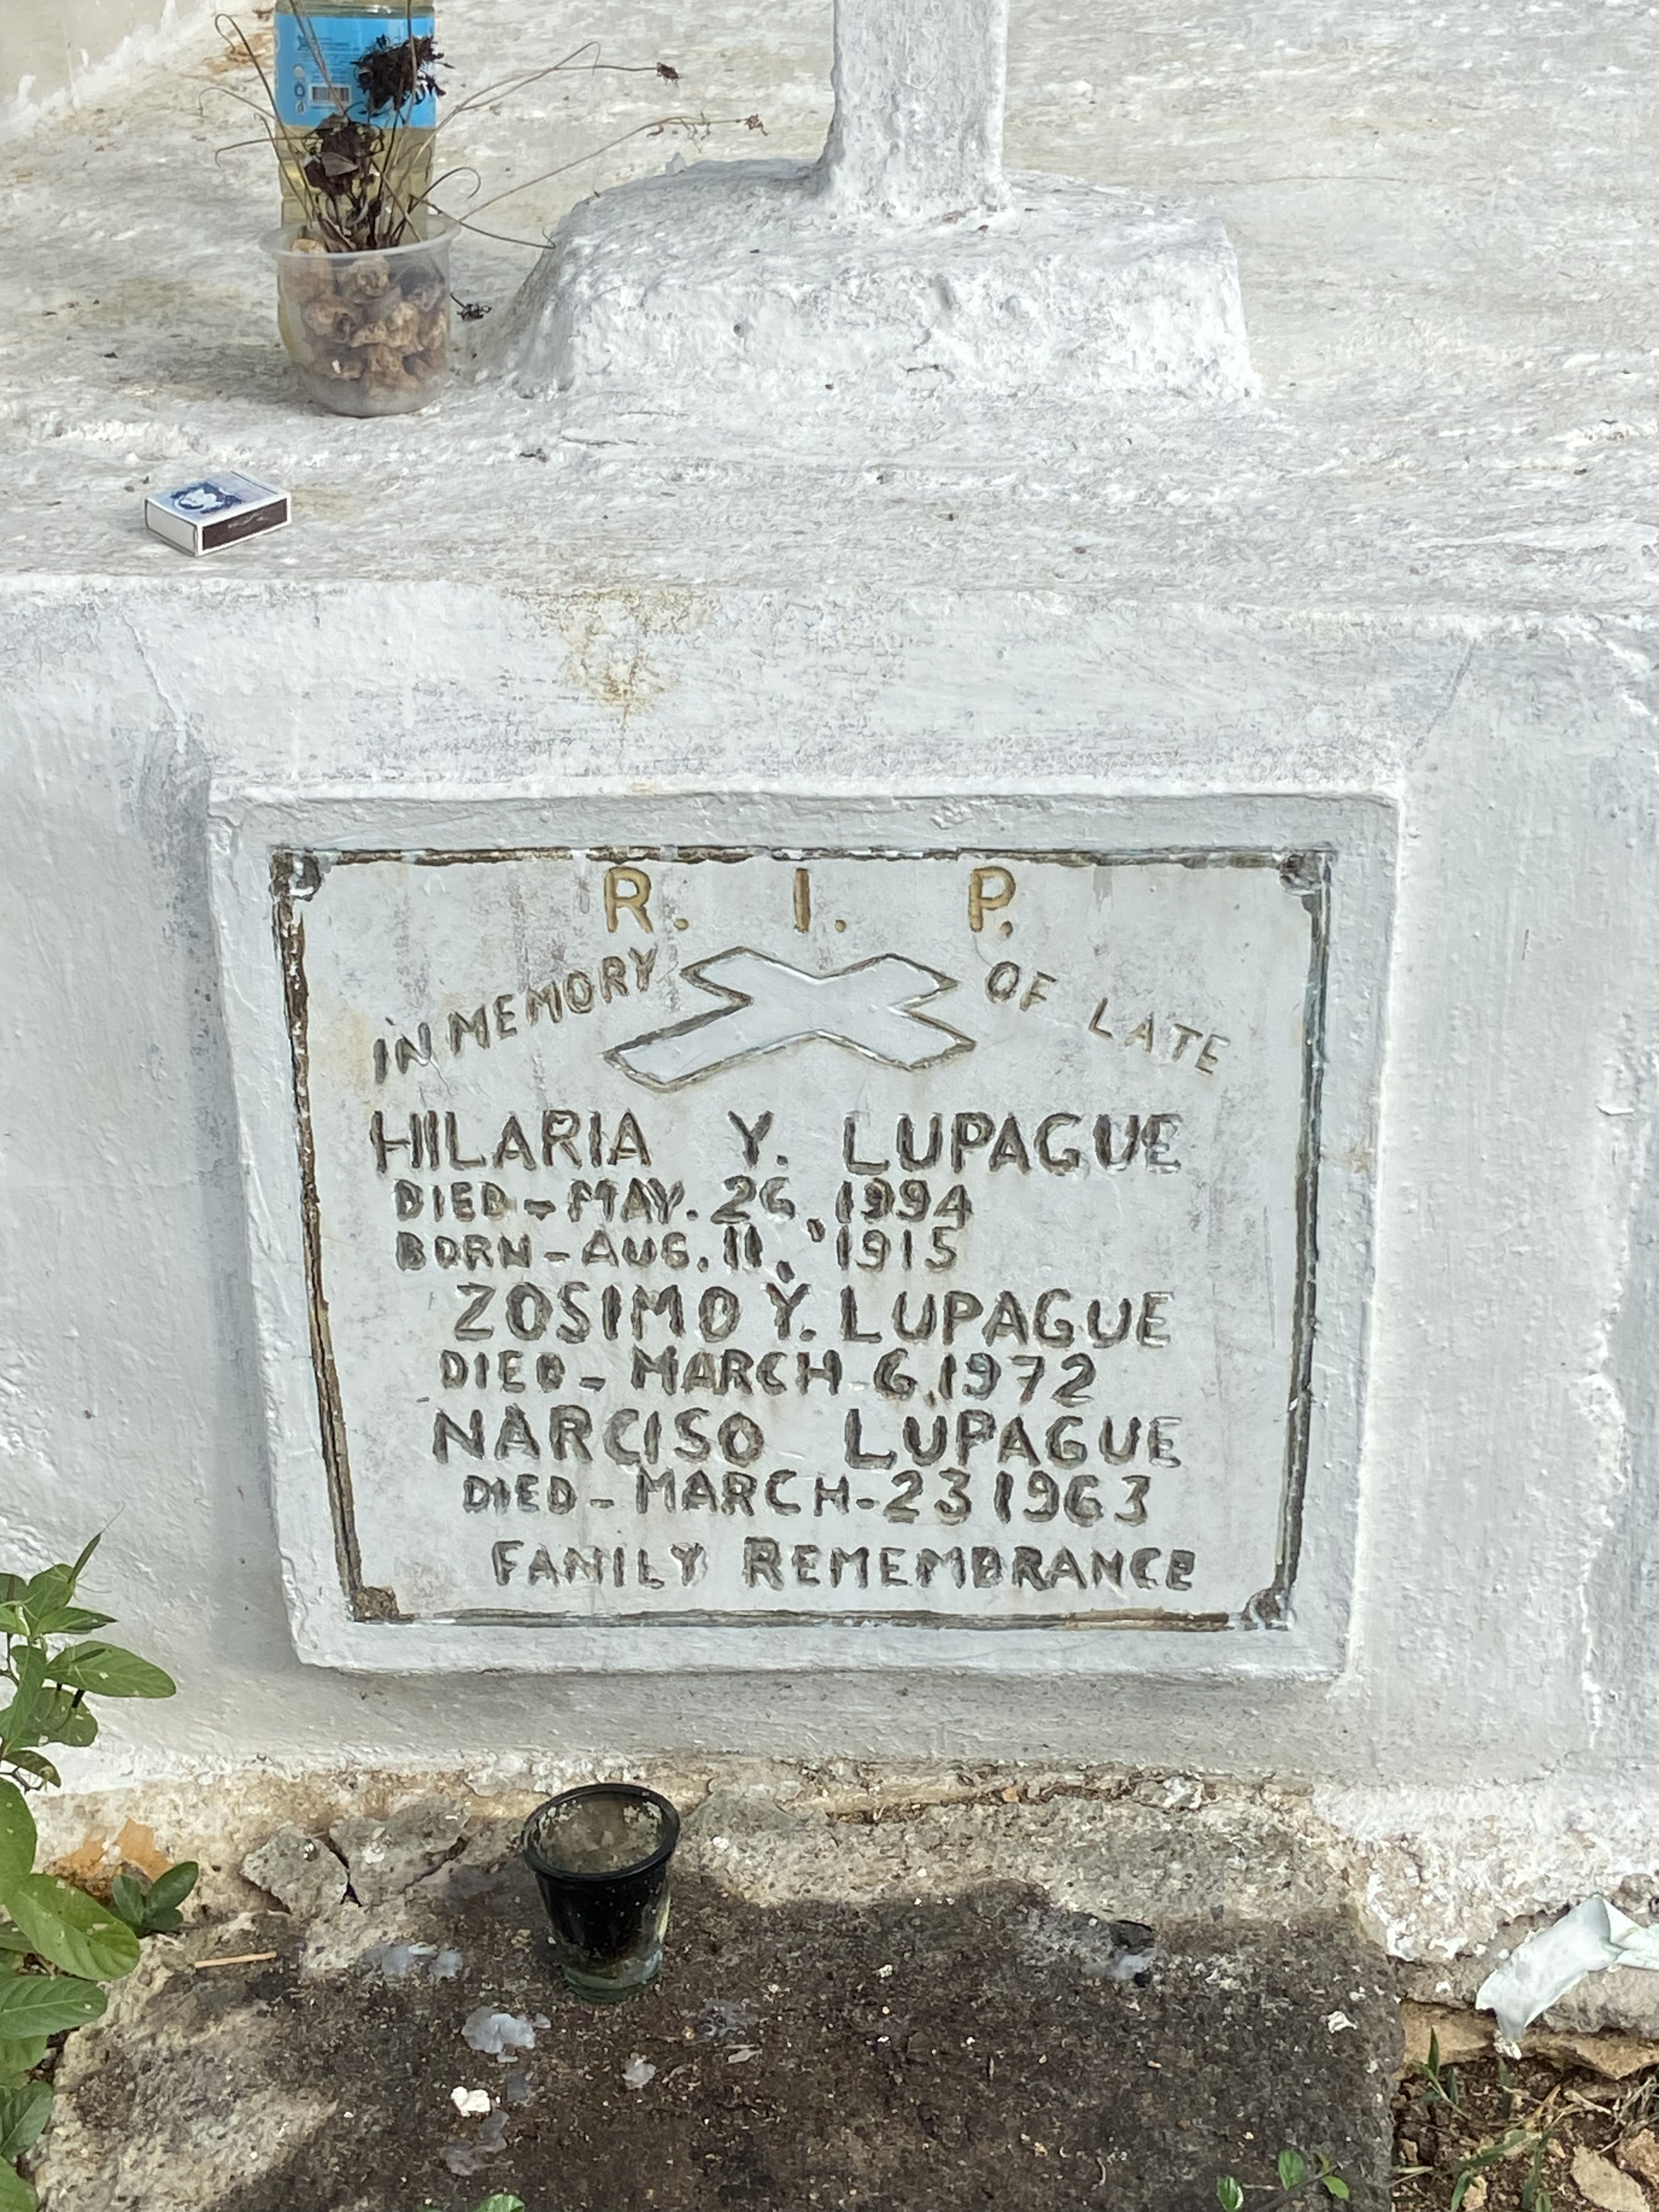 R. I. P.
IN MEMORY OF LATE
HILARIA Y. LUPAGUE
DIED - MAY. 26, 1994
BORN - AUG. 11, 1915
ZOSIMO Y. LUPAGUE
DIED - MARCH 6, 1972
NARCISO LUPAGUE
DIED - MARCH - 23 1963
FAMILY REMEMBRANCE